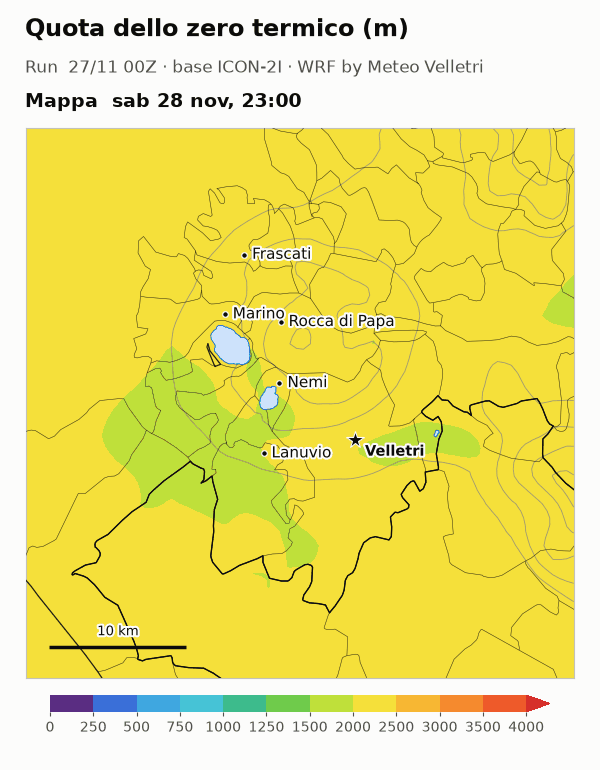 Quota dello zero termico (m)
Run  27/11 00Z · base ICON-2I · WRF by Meteo Velletri
Mappa  sab 28 nov, 23:00
Frascati
Marino
Rocca di Papa
Nemi
Velletri
Lanuvio
10 km
0 250 500 750 1000 1250 1500 2000 2500 3000 3500 4000